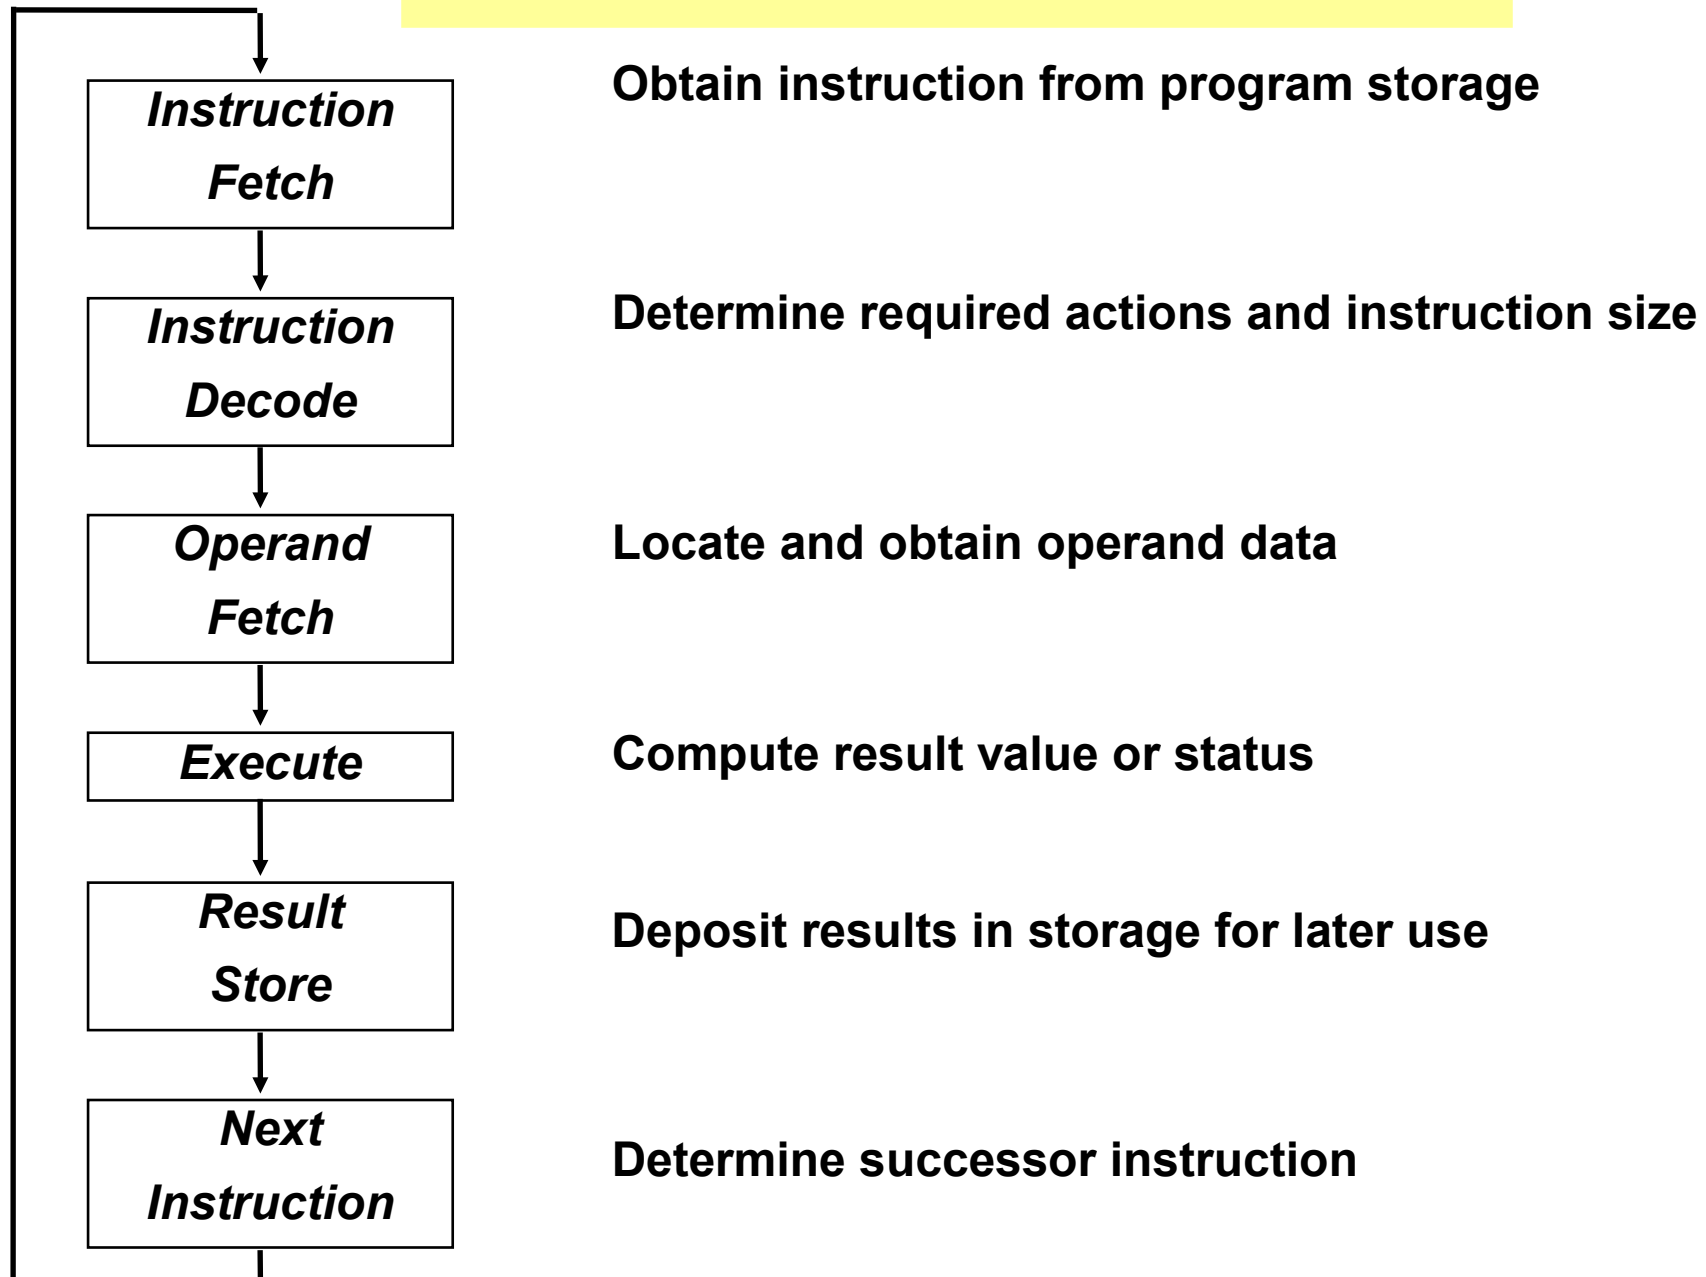 Instruction
Fetch
Obtain instruction from program storage
Instruction
Decode
Determine required actions and instruction size
Operand
Fetch
Locate and obtain operand data
Execute
Compute result value or status
Result
Store
Deposit results in storage for later use
Next
Instruction
Determine successor instruction